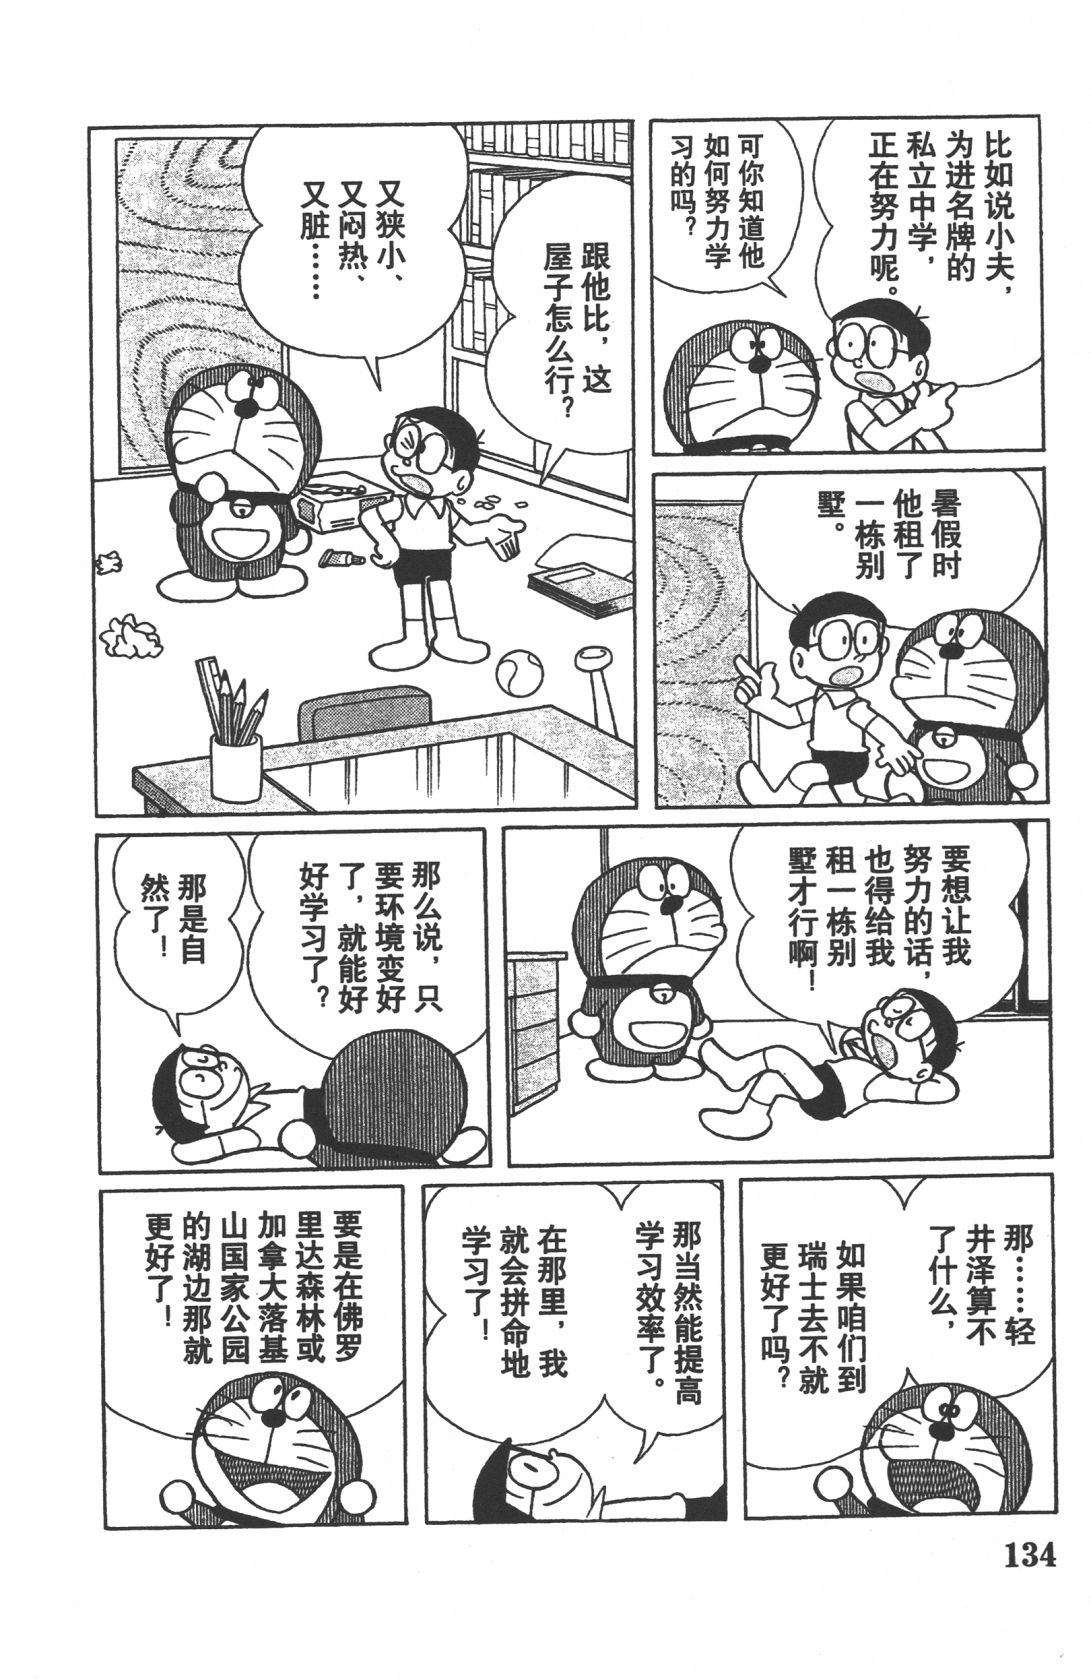 比如说小夫，
为进名牌的
私立中学，
正在努力呢。
可你知道他
如何努力学
习的吗？
暑假时
他租了
一栋别
墅。
跟他比，这
屋子怎么行？
又狭小、
又闷热、
又脏……
要想让我
努力的话，
也得给我
租一栋别
墅才行啊！
那么说，只
要环境变好
了，就能好
好学习了？
那是自
然了！
那……轻
井泽算不
了什么，
如果咱们到
瑞士去不就
更好了吗？
那当然能提高
学习效率了。
在那里，我
就会拼命地
学习了！
要是在佛罗
里达森林或
加拿大落基
山国家公园
的湖边那就
更好了！
134